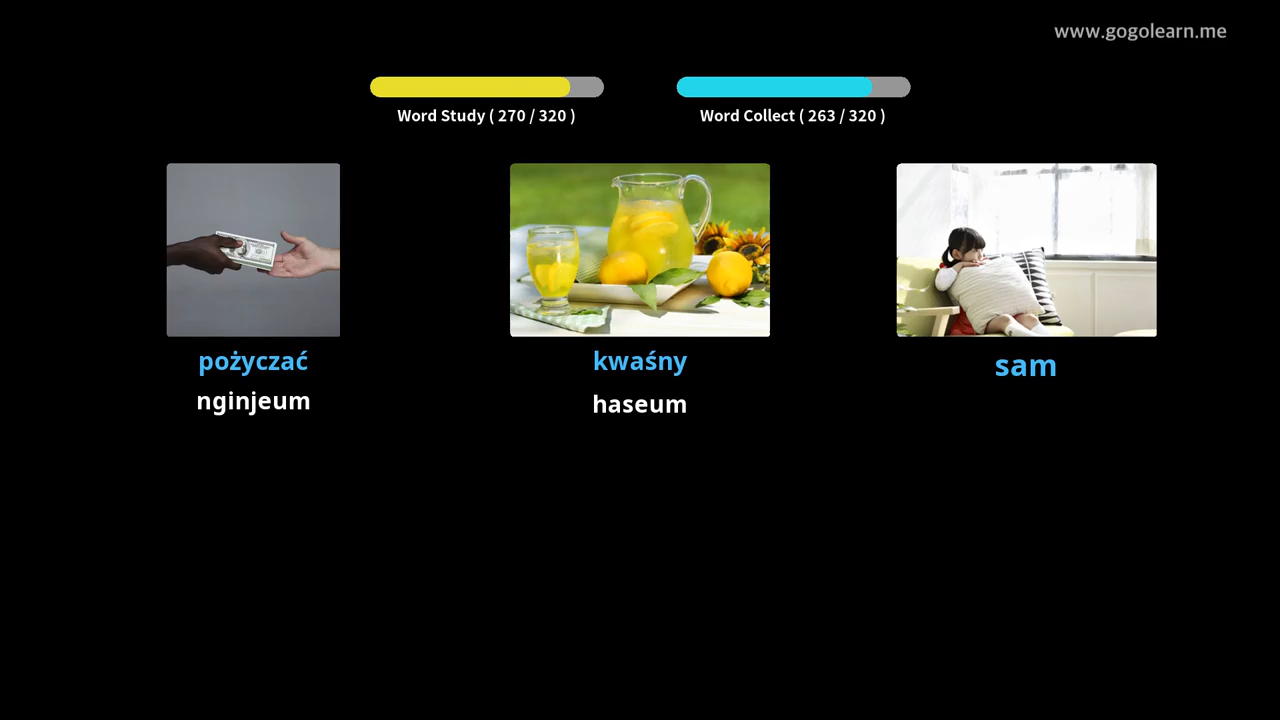 www.gogolearn.me
Word Study ( 270 / 320 )
Word Collect ( 263 / 320 )
pożyczać
nginjeum
kwaśny
haseum
sam